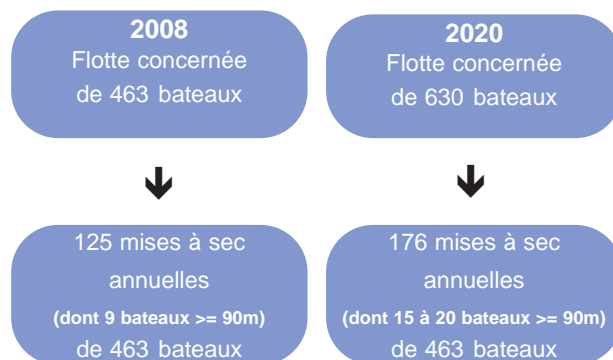 2008
Flotte concernée
de 463 bateaux
2020
Flotte concernée
de 630 bateaux
125 mises à sec
annuelles
(dont 9 bateaux >= 90m)
de 463 bateaux
176 mises à sec
annuelles
(dont 15 à 20 bateaux >= 90m)
de 463 bateaux